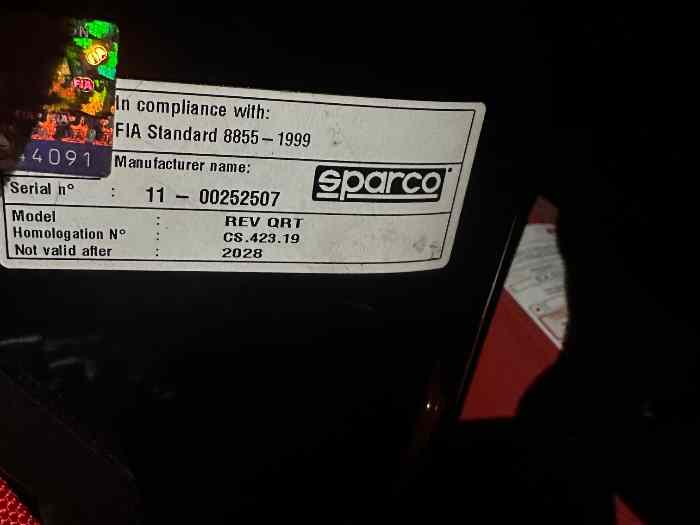 FIA
In compliance with:
FIA Standard 8855-1999
4091
Manufacturer name:
sparco
Serial n° : 11 - 00252507
Model : REV QRT
Homologation N° : CS.423.19
Not valid after : 2028